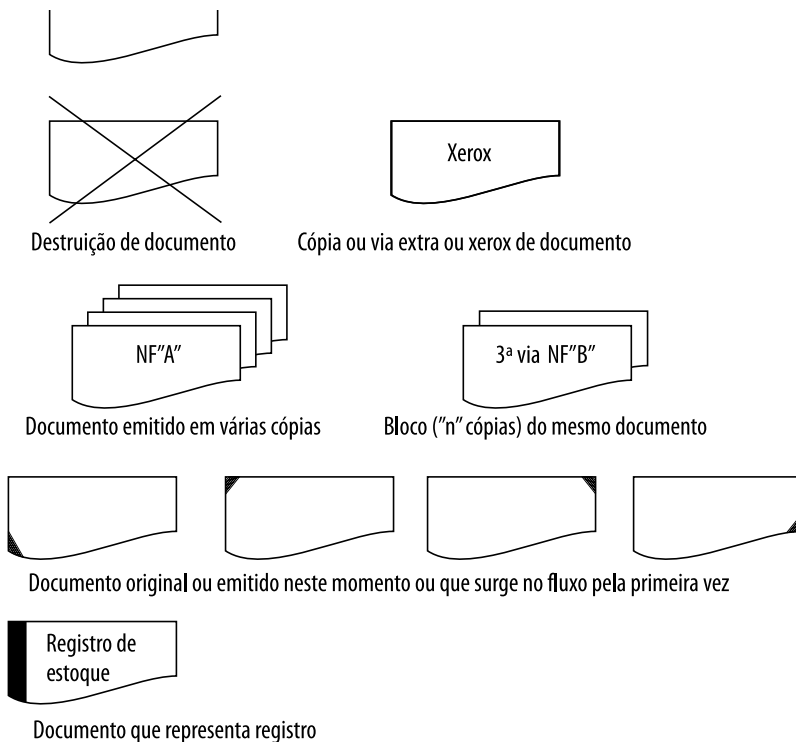 Xerox
Destruição de documento
Cópia ou via extra ou xerox de documento
NF"A"
3ª via NF"B"
Documento emitido em várias cópias
Bloco ("n" cópias) do mesmo documento
Documento original ou emitido neste momento ou que surge no fluxo pela primeira vez
Registro de
estoque
Documento que representa registro